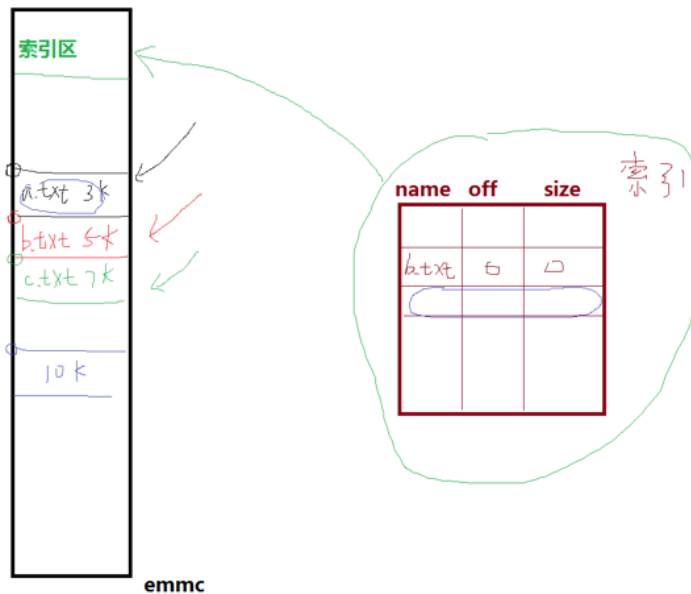 索引区
a.txt 3k
b.txt 5k
c.txt 7k
10k
emmc
索引
name off size
b.txt